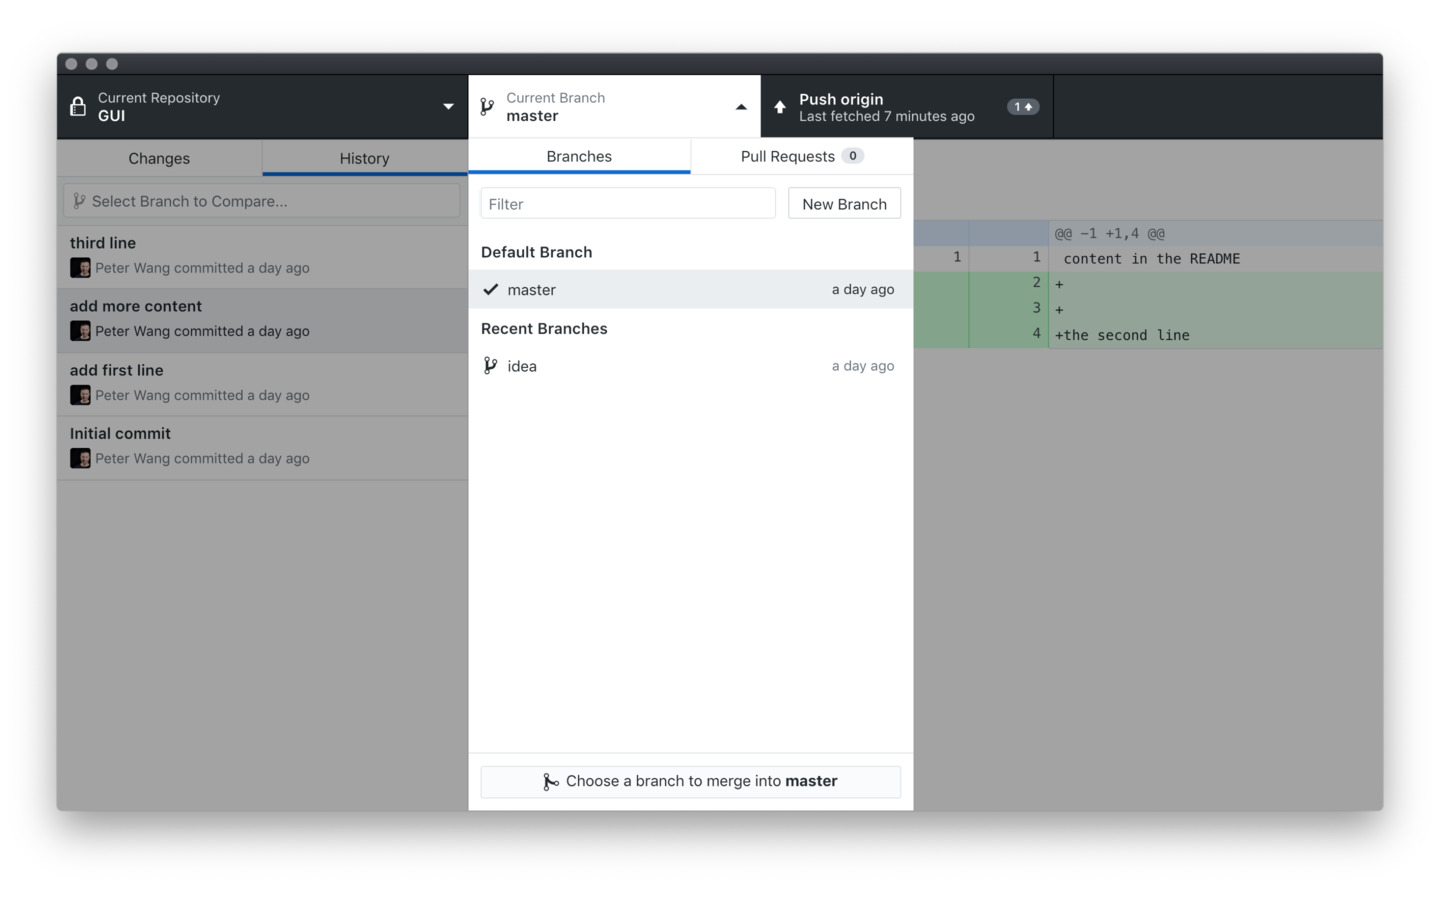 Current Repository
GUI
Current Branch
master
Push origin
Last fetched 7 minutes ago
1
Changes
History
Select Branch to Compare...
third line
Peter Wang committed a day ago
add more content
Peter Wang committed a day ago
add first line
Peter Wang committed a day ago
Initial commit
Peter Wang committed a day ago
Branches
Pull Requests 0
Filter
New Branch
Default Branch
master a day ago
Recent Branches
idea a day ago
Choose a branch to merge into master
@@ -1 +1,4 @@
1 1 content in the README
2 +
3 +
4 +the second line